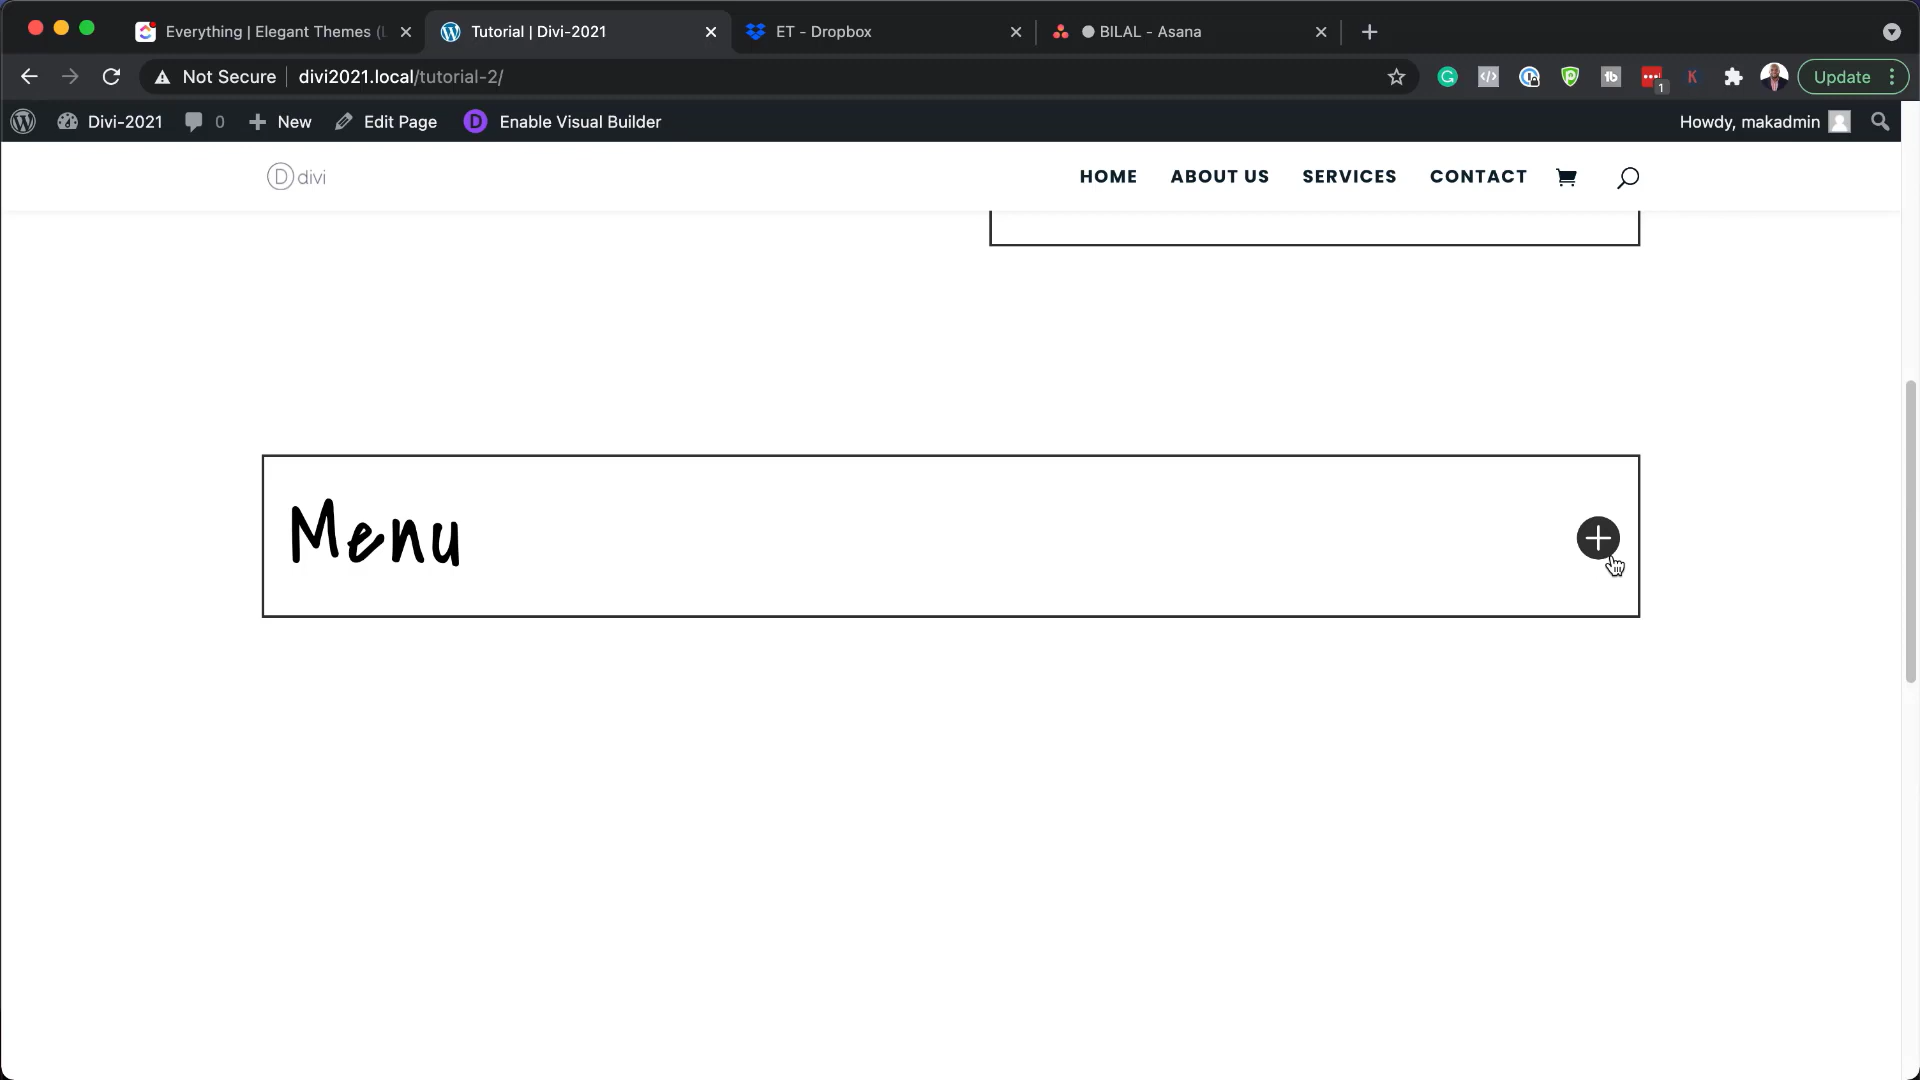 Everything | Elegant Themes (
Tutorial | Divi-2021
ET - Dropbox
BILAL - Asana
Not Secure
divi2021.local/tutorial-2/
1
K
Update
Divi-2021
0
New
Edit Page
D
Enable Visual Builder
Howdy, makadmin
D divi
HOME
ABOUT US
SERVICES
CONTACT
Menu